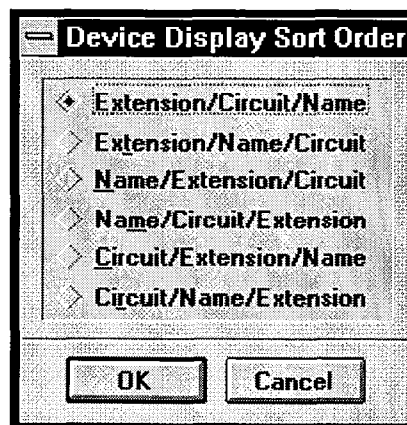 Device Display Sort Order
Extension/Circuit/Name
Extension/Name/Circuit
Name/Extension/Circuit
Name/Circuit/Extension
Circuit/Extension/Name
Circuit/Name/Extension
OK Cancel